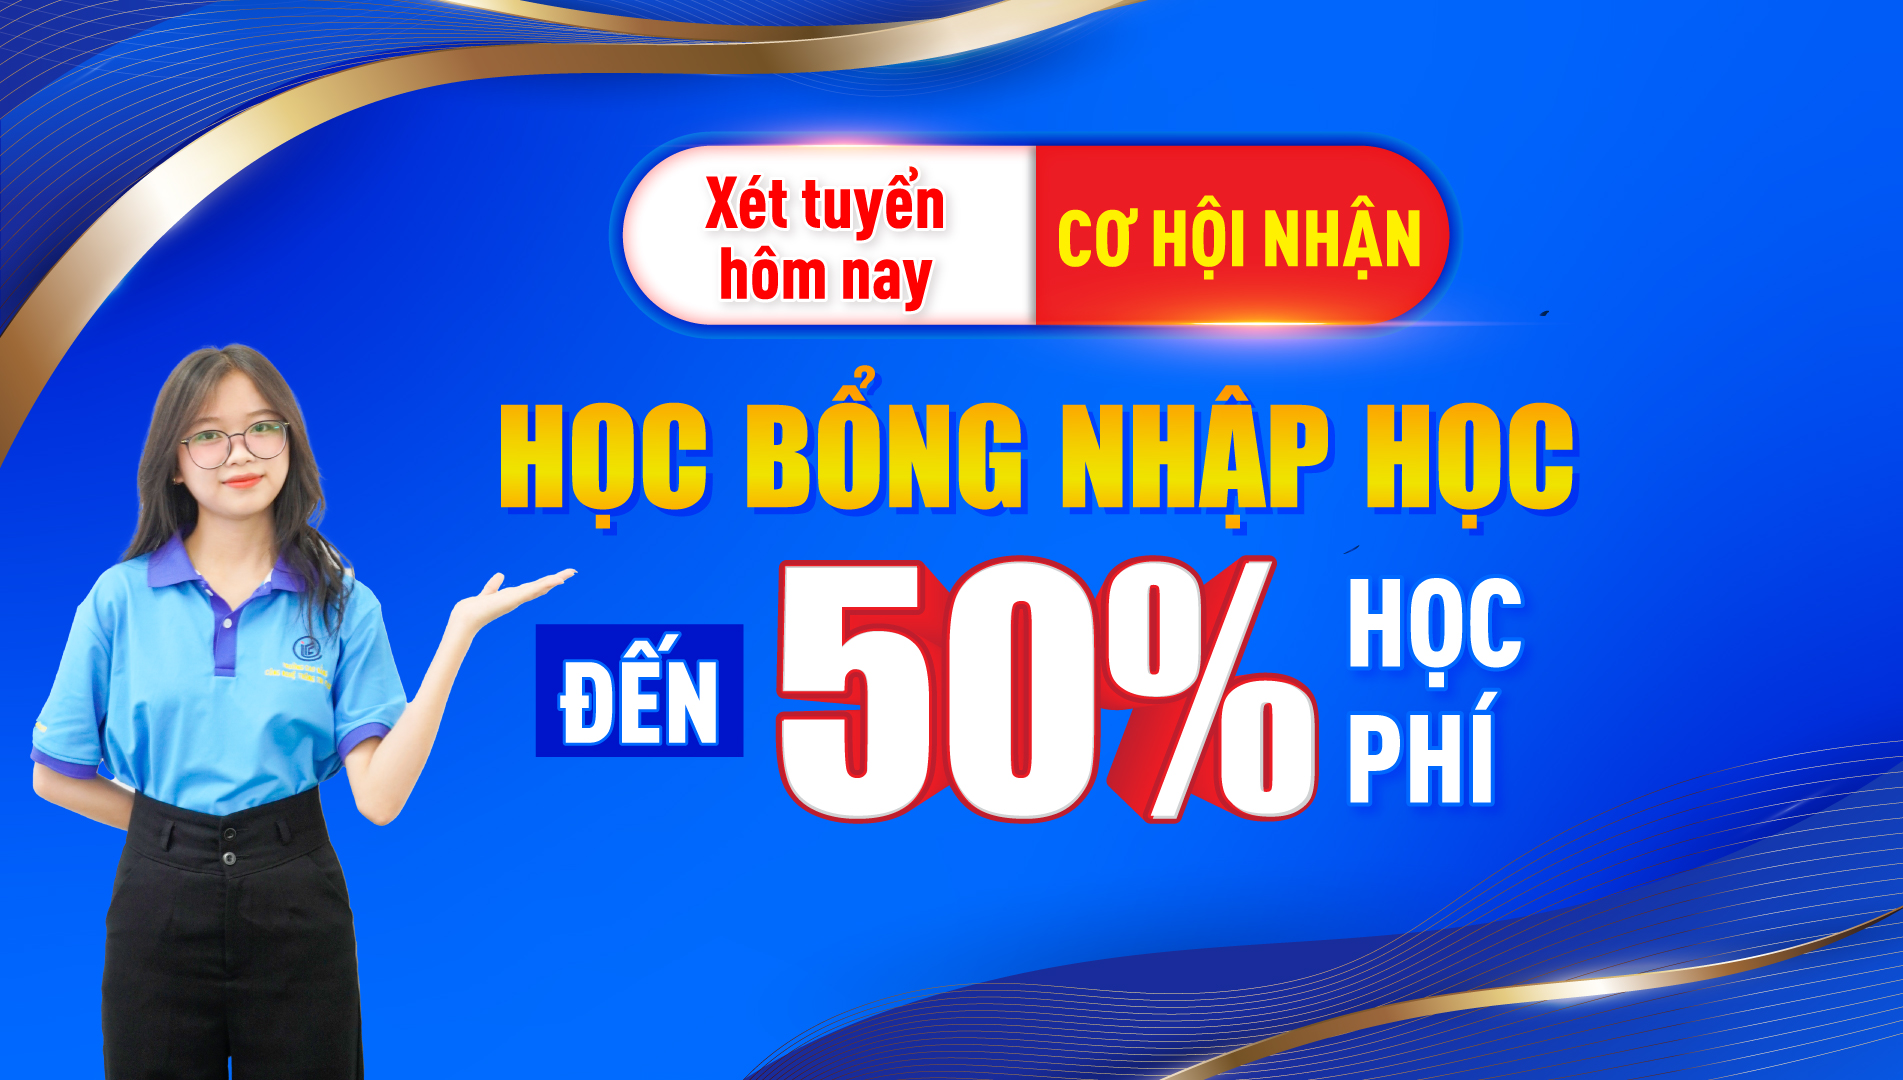 Xét tuyển
hôm nay
CƠ HỘI NHẬN
HỌC BỔNG NHẬP HỌC
ĐẾN 50% HỌC
PHÍ